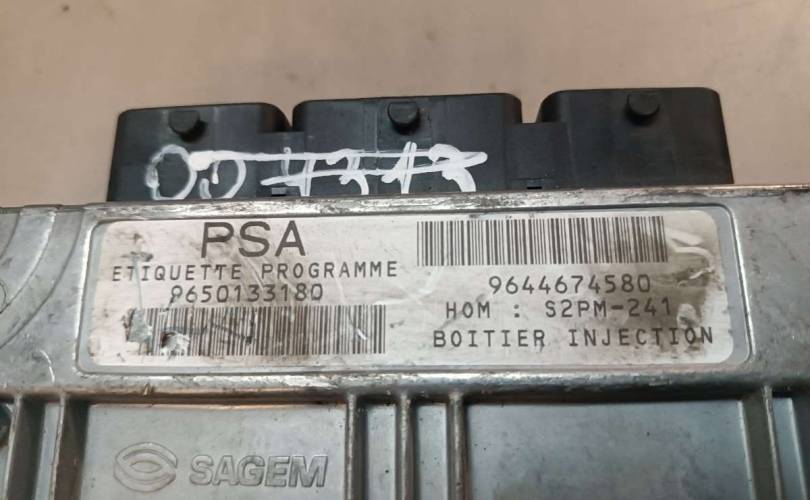 PSA
ETIQUETTE PROGRAMME
9650133180
9644674580
HOM : S2PM-241
BOITIER INJECTION
SAGEM